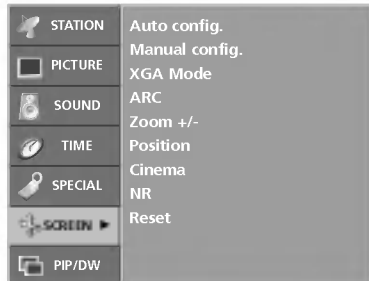 STATION
PICTURE
SOUND
TIME
SPECIAL
SCREEN
PIP/DW
Auto config.
Manual config.
XGA Mode
ARC
Zoom +/-
Position
Cinema
NR
Reset